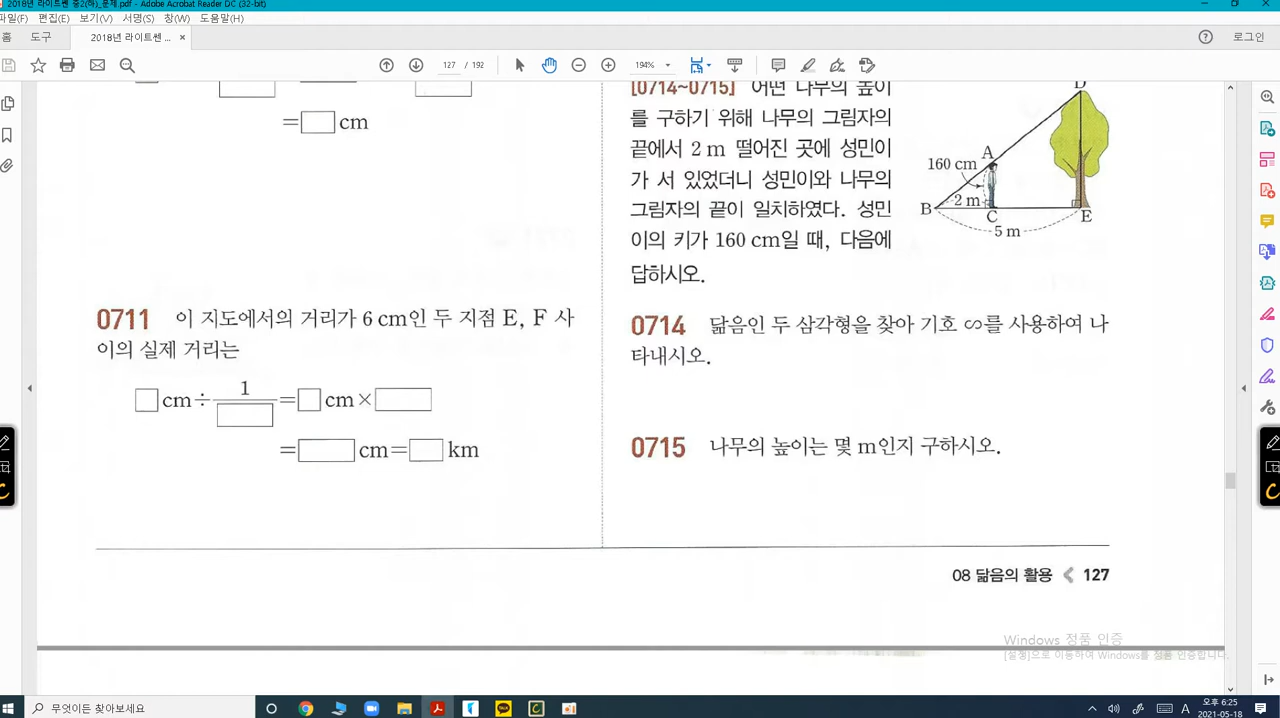 2018년 라이트쎈 중2(하)_문제.pdf - Adobe Acrobat Reader DC (32-bit)
파일(F) 편집(E) 보기(V) 서명(S) 창(W) 도움말(H)
홈 도구 2018년 라이트쎈 ... × 로그인
127 / 192 194%
= cm
[0714~0715] 어떤 나무의 높이
를 구하기 위해 나무의 그림자의
끝에서 2 m 떨어진 곳에 성민이
가 서 있었더니 성민이와 나무의
그림자의 끝이 일치하였다. 성민
이의 키가 160 cm일 때, 다음에
답하시오.
D
A
160 cm
2 m
B C E
5 m
0711 이 지도에서의 거리가 6 cm인 두 지점 E, F 사
이의 실제 거리는
□ cm ÷ 1/□ = □ cm × □
= □ cm = □ km
0714 닮음인 두 삼각형을 찾아 기호 ∽를 사용하여 나
타내시오.
0715 나무의 높이는 몇 m인지 구하시오.
08 닮음의 활용 127
Windows 정품 인증
[설정]으로 이동하여 Windows를 정품 인증합니다.
무엇이든 찾아보세요
A 오후 6:25
2021-05-18